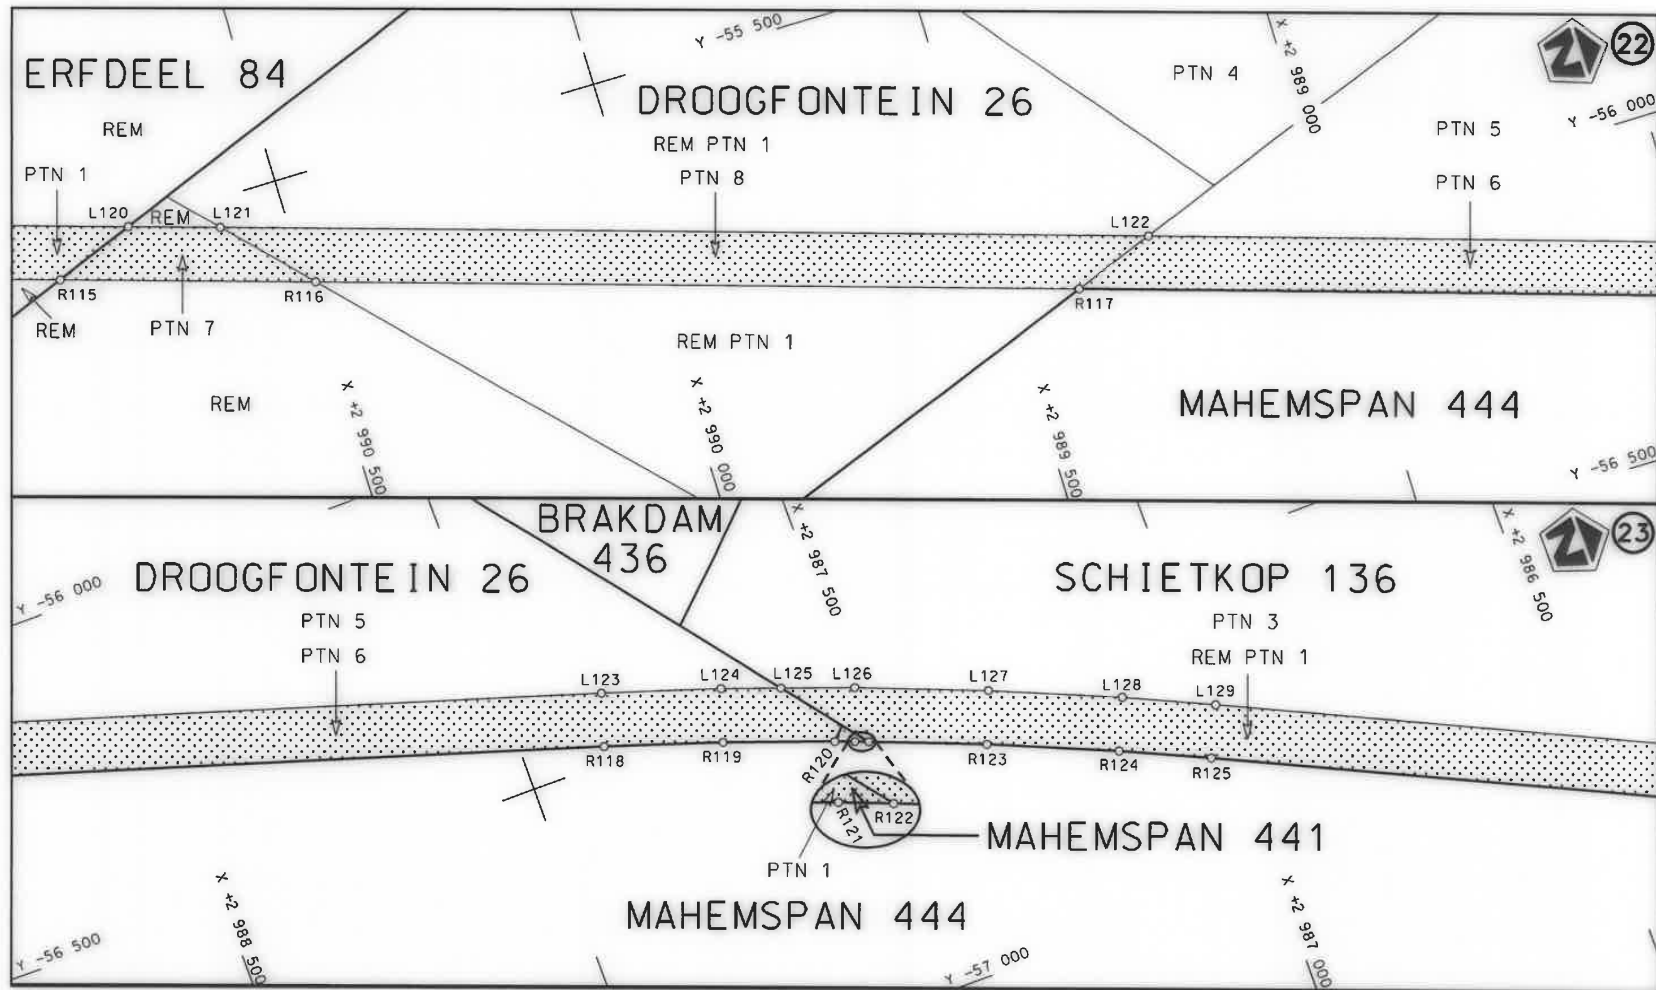 ERFDEEL 84
REM
PTN 1
L120
REM
L121
R115
REM
PTN 7
R116
REM
X +2 990 500
Y -55 500
DROOGFONTEIN 26
REM PTN 1
PTN 8
REM PTN 1
X +2 990 000
PTN 4
X +2 989 000
22
Y -56 000
PTN 5
PTN 6
L122
R117
X +2 989 500
MAHEMSPAN 444
Y -56 500
BRAKDAM
436
X +2 987 500
X +2 986 500
23
DROOGFONTEIN 26
Y -56 000
PTN 5
PTN 6
SCHIETKOP 136
PTN 3
REM PTN 1
L123
L124
L125
L126
L127
L128
L129
R118
R119
R120
R123
R124
R125
R121
R122
MAHEMSPAN 441
PTN 1
MAHEMSPAN 444
X +2 988 500
X +2 987 000
Y -56 500
Y -57 000